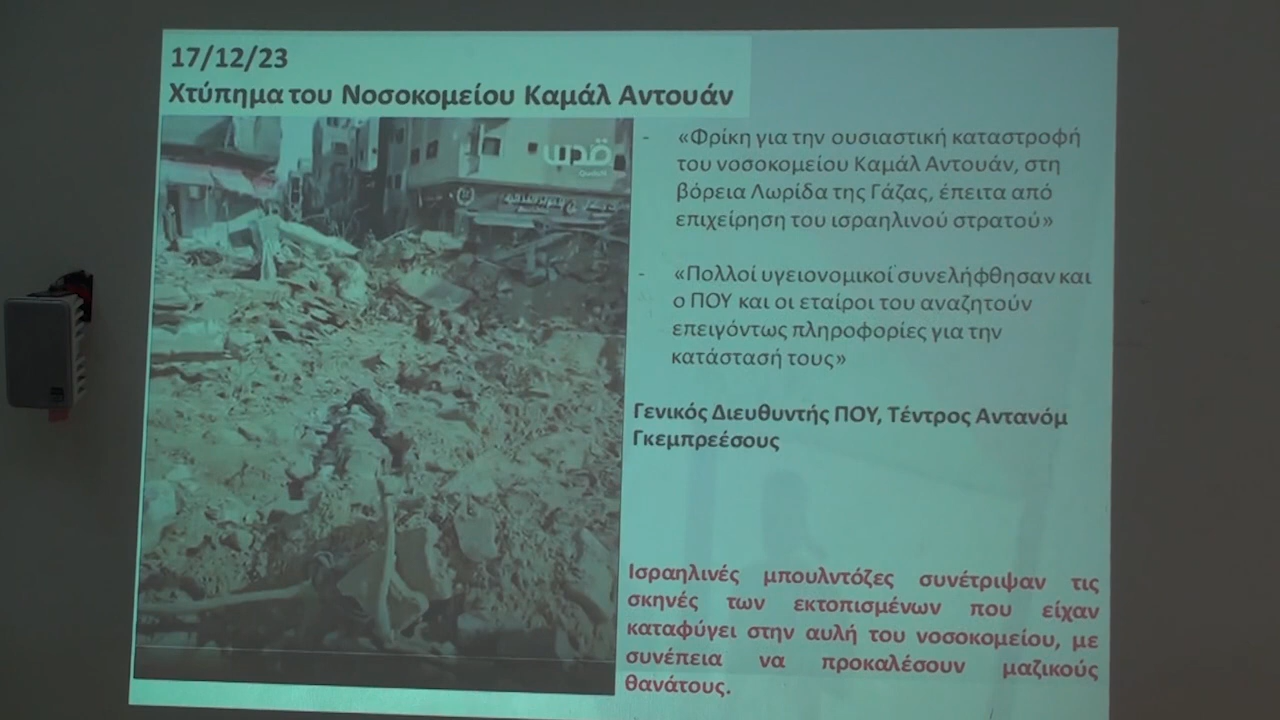 17/12/23
Χτύπημα του Νοσοκομείου Καμάλ Αντουάν
- «Φρίκη για την ουσιαστική καταστροφή
του νοσοκομείου Καμάλ Αντουάν, στη
βόρεια Λωρίδα της Γάζας, έπειτα από
επιχείρηση του ισραηλινού στρατού»
- «Πολλοί υγειονομικοί συνελήφθησαν και
ο ΠΟΥ και οι εταίροι του αναζητούν
επειγόντως πληροφορίες για την
κατάστασή τους»
Γενικός Διευθυντής ΠΟΥ, Τέντρος Αντανόμ
Γκεμπρεέσους
Ισραηλινές μπουλντόζες συνέτριψαν τις
σκηνές των εκτοπισμένων που είχαν
καταφύγει στην αυλή του νοσοκομείου, με
συνέπεια να προκαλέσουν μαζικούς
θανάτους.